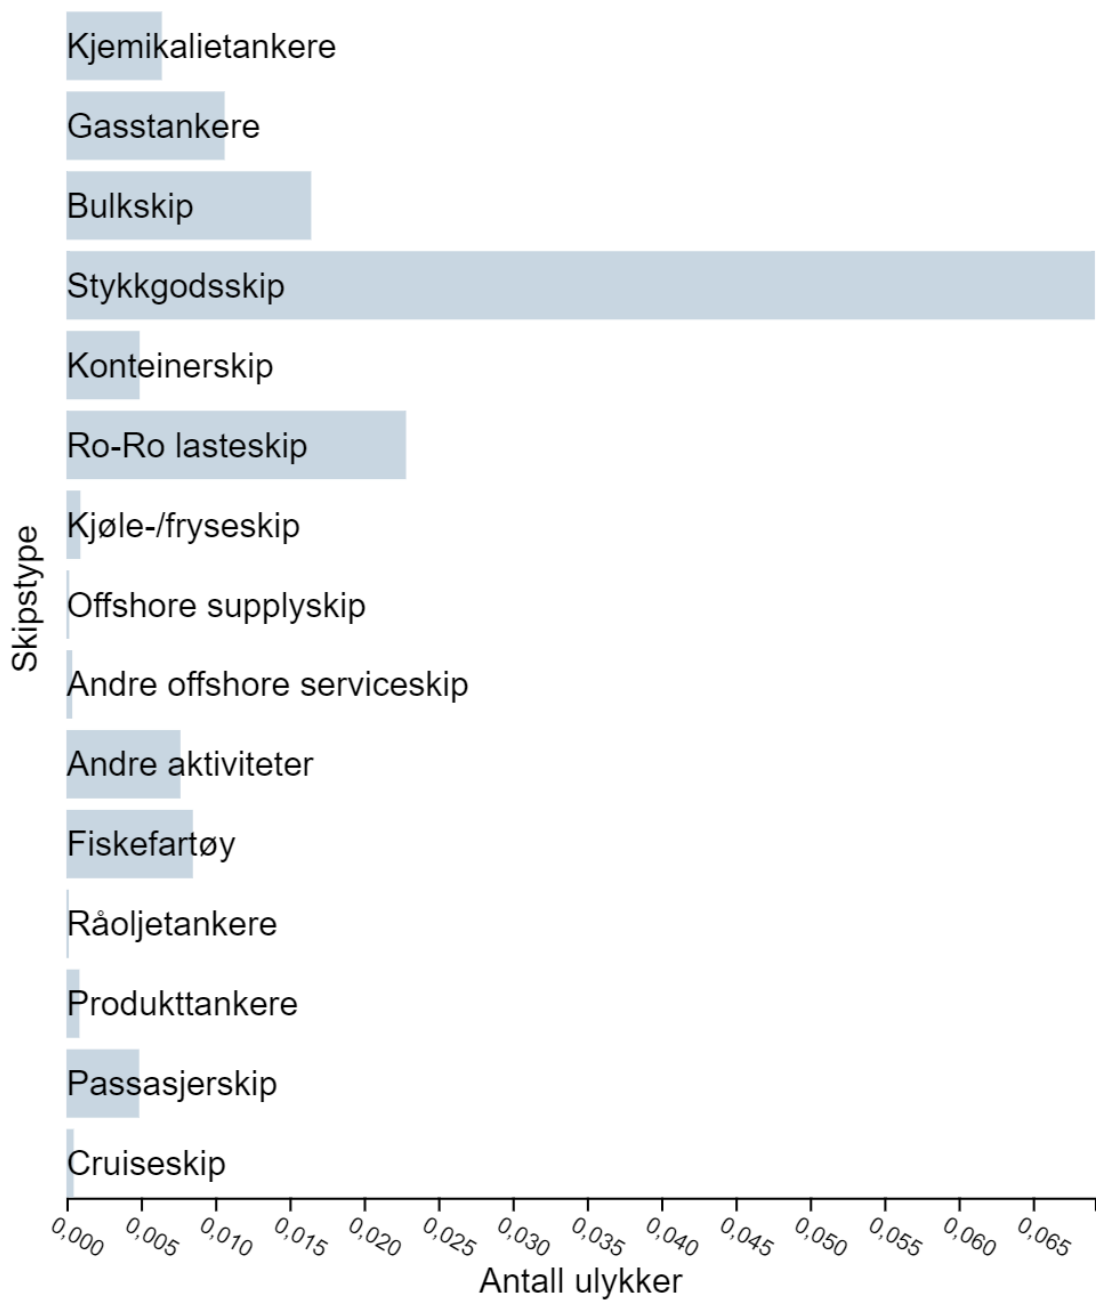 Kjemikalietankere
Gasstankere
Bulkskip
Stykkgodsskip
Konteinerskip
Ro-Ro lasteskip
Kjøle-/fryseskip
Offshore supplyskip
Andre offshore serviceskip
Andre aktiviteter
Fiskefartøy
Råoljetankere
Produkttankere
Passasjerskip
Cruiseskip
Skipstype
0,000 0,005 0,010 0,015 0,020 0,025 0,030 0,035 0,040 0,045 0,050 0,055 0,060 0,065
Antall ulykker